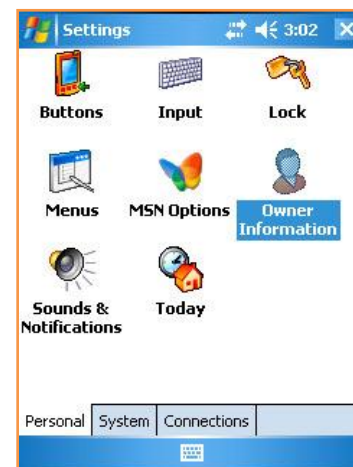 Settings 3:02
Buttons Input Lock
Menus MSN Options Owner
Information
Sounds &
Notifications Today
Personal System Connections